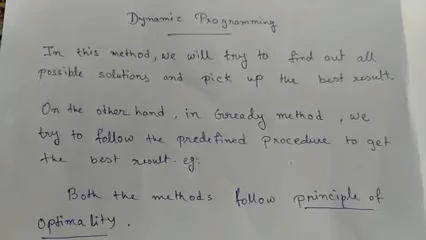 Dynamic Programming
In this method, we will try to find out all
possible solutions and pick up the best result.
On the other hand, in Gready method, we
try to follow the predefined procedure to get
the best result. eg:
Both the methods follow principle of
optimality.